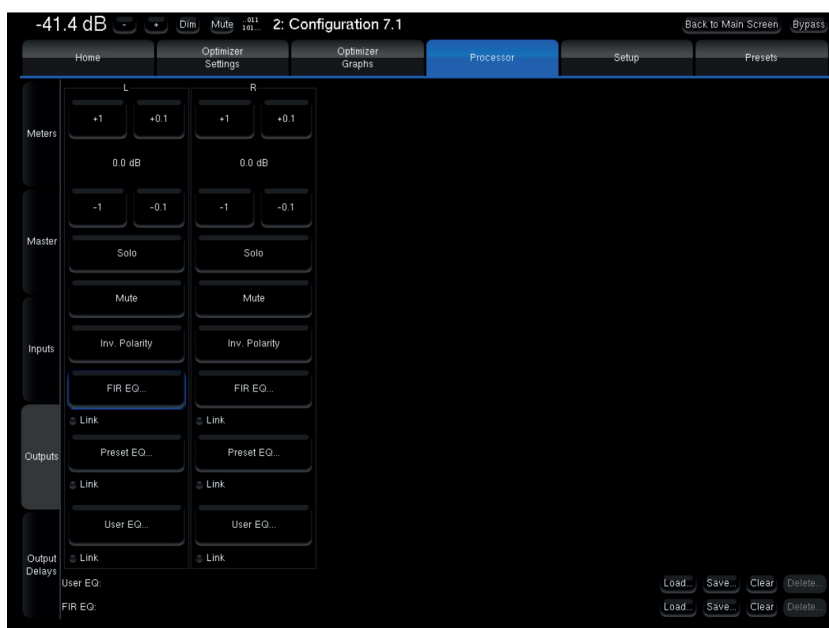 -41.4 dB - + Dim Mute ..011 101... 2: Configuration 7.1 Back to Main Screen Bypass
Home Optimizer Settings Optimizer Graphs Processor Setup Presets
L R
Meters
+1 +0.1 +1 +0.1
0.0 dB 0.0 dB
-1 -0.1 -1 -0.1
Master
Solo Solo
Mute Mute
Inputs
Inv. Polarity Inv. Polarity
FIR EQ... FIR EQ...
Link Link
Outputs
Preset EQ... Preset EQ...
Link Link
User EQ... User EQ...
Output Delays
Link Link
User EQ: Load... Save... Clear Delete...
FIR EQ: Load... Save... Clear Delete...